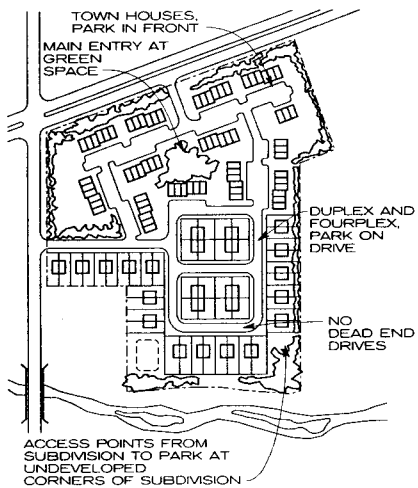 TOWN HOUSES,
PARK IN FRONT
MAIN ENTRY AT
GREEN
SPACE
DUPLEX AND
FOURPLEX,
PARK ON
DRIVE
NO
DEAD END
DRIVES
ACCESS POINTS FROM
SUBDIVISION TO PARK AT
UNDEVELOPED
CORNERS OF SUBDIVISION